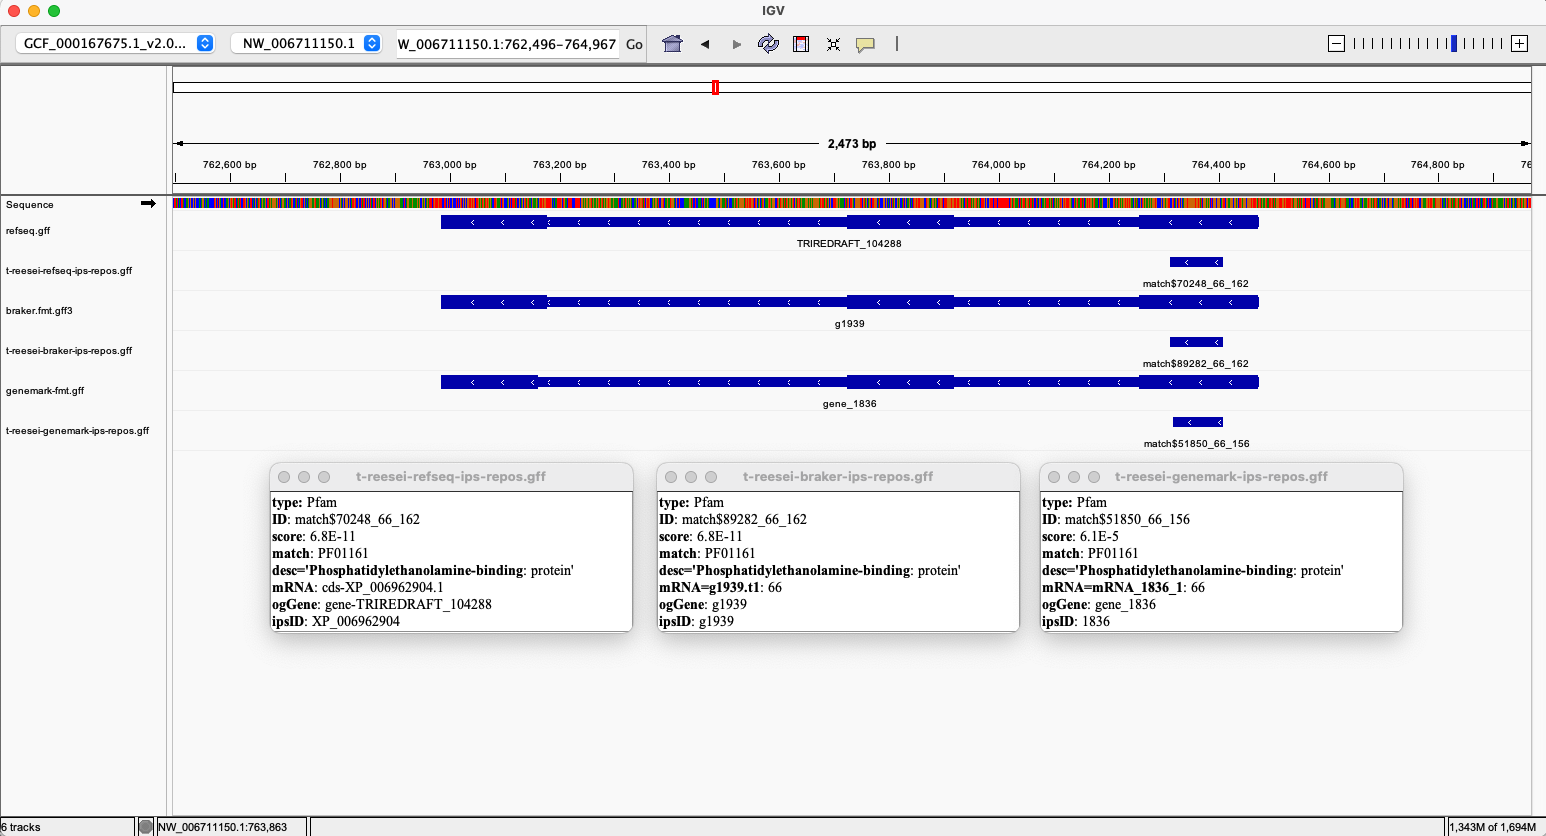 IGV
GCF_000167675.1_v2.0... NW_006711150.1 W_006711150.1:762,496-764,967 Go
2,473 bp
762,600 bp 762,800 bp 763,000 bp 763,200 bp 763,400 bp 763,600 bp 763,800 bp 764,000 bp 764,200 bp 764,400 bp 764,600 bp 764,800 bp 76
Sequence
refseq.gff
TRIREDRAFT_104288
t-reesei-refseq-ips-repos.gff
match$70248_66_162
braker.fmt.gff3
g1939
t-reesei-braker-ips-repos.gff
match$89282_66_162
genemark-fmt.gff
gene_1836
t-reesei-genemark-ips-repos.gff
match$51850_66_156
t-reesei-refseq-ips-repos.gff
type: Pfam
ID: match$70248_66_162
score: 6.8E-11
match: PF01161
desc='Phosphatidylethanolamine-binding: protein'
mRNA: cds-XP_006962904.1
ogGene: gene-TRIREDRAFT_104288
ipsID: XP_006962904
t-reesei-braker-ips-repos.gff
type: Pfam
ID: match$89282_66_162
score: 6.8E-11
match: PF01161
desc='Phosphatidylethanolamine-binding: protein'
mRNA=g1939.t1: 66
ogGene: g1939
ipsID: g1939
t-reesei-genemark-ips-repos.gff
type: Pfam
ID: match$51850_66_156
score: 6.1E-5
match: PF01161
desc='Phosphatidylethanolamine-binding: protein'
mRNA=mRNA_1836_1: 66
ogGene: gene_1836
ipsID: 1836
6 tracks NW_006711150.1:763,863 1,343M of 1,694M